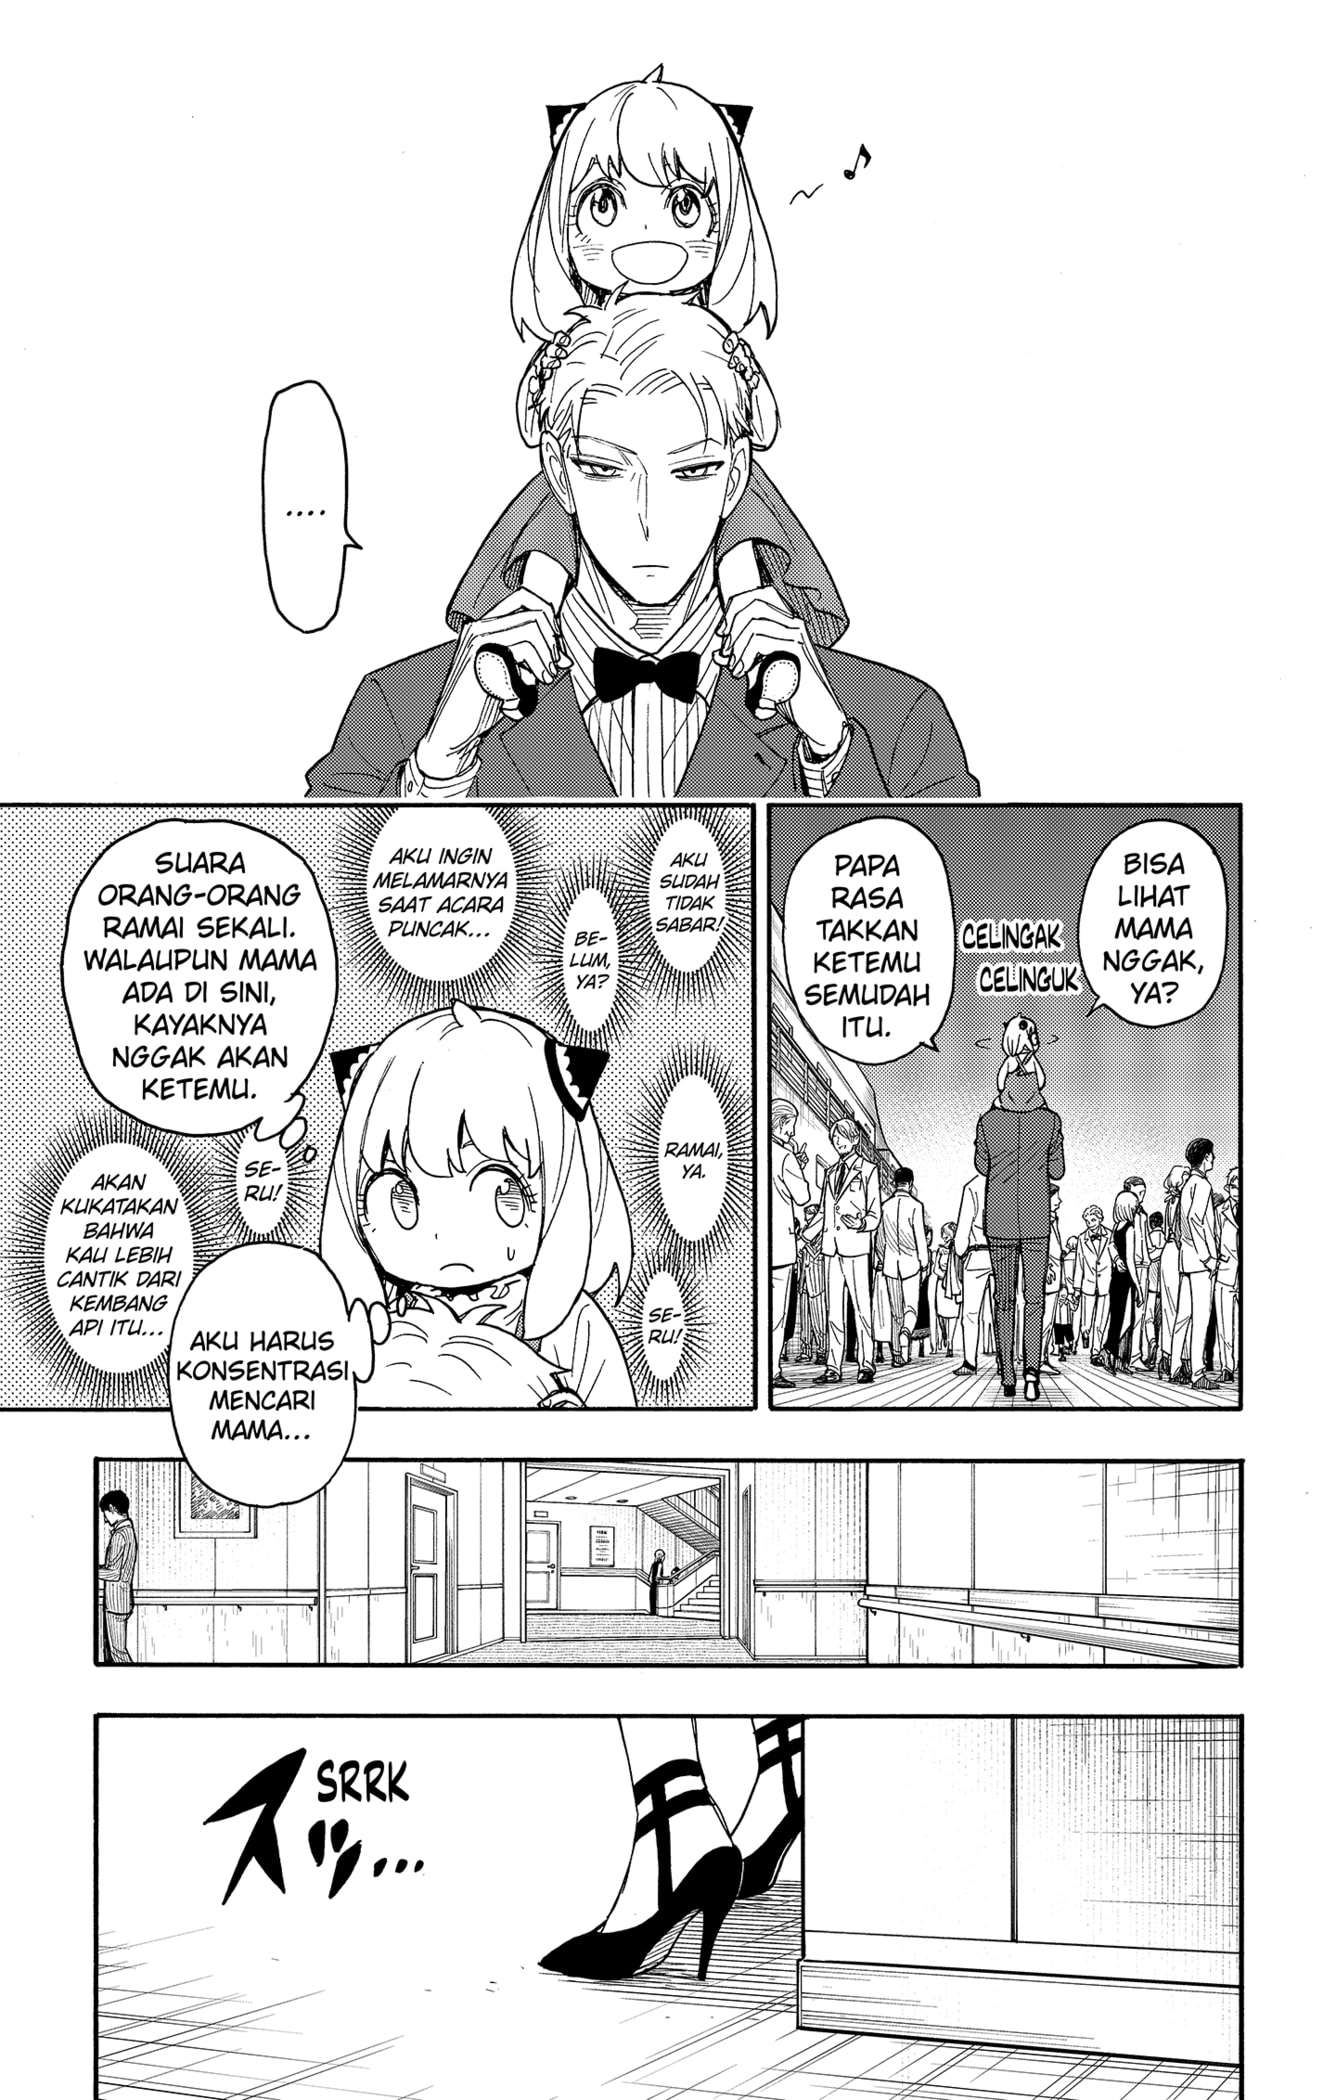 ....
BISA
LIHAT
MAMA
NGGAK,
YA?
CELINGAK
CELINGUK
PAPA
RASA
TAKKAN
KETEMU
SEMUDAH
ITU.
AKU
SUDAH
TIDAK
SABAR!
BE-
LUM,
YA?
AKU INGIN
MELAMARNYA
SAAT ACARA
PUNCAK...
SUARA
ORANG-ORANG
RAMAI SEKALI.
WALAUPUN MAMA
ADA DI SINI,
KAYAKNYA
NGGAK AKAN
KETEMU.
RAMAI,
YA.
SE-
RU!
SE-
RU!
AKAN
KUKATAKAN
BAHWA
KAU LEBIH
CANTIK DARI
KEMBANG
API ITU...
AKU HARUS
KONSENTRASI
MENCARI
MAMA...
SRRK
スッ...